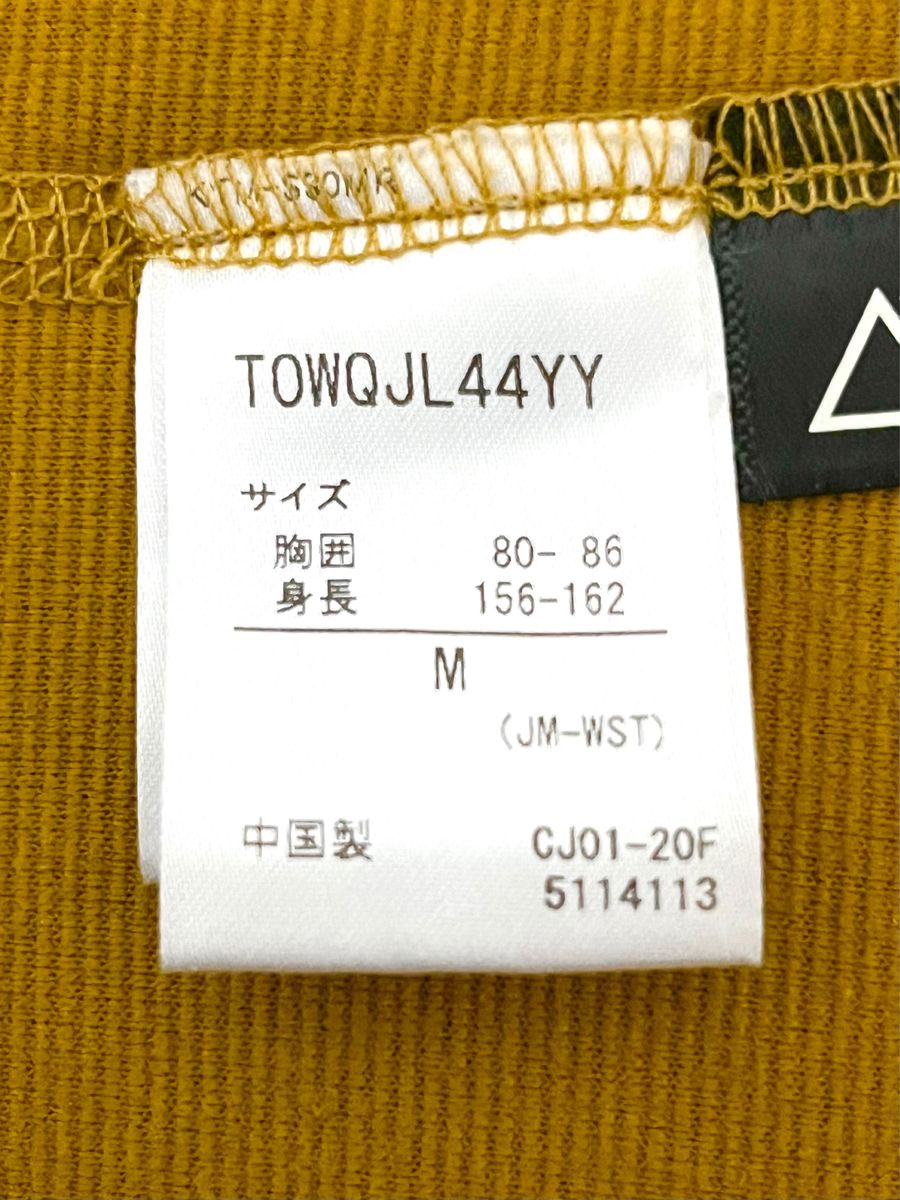 TOWQJL44YY
サイズ
胸囲 80- 86
身長 156-162
M
(JM-WST)
中国製 CJ01-20F
5114113